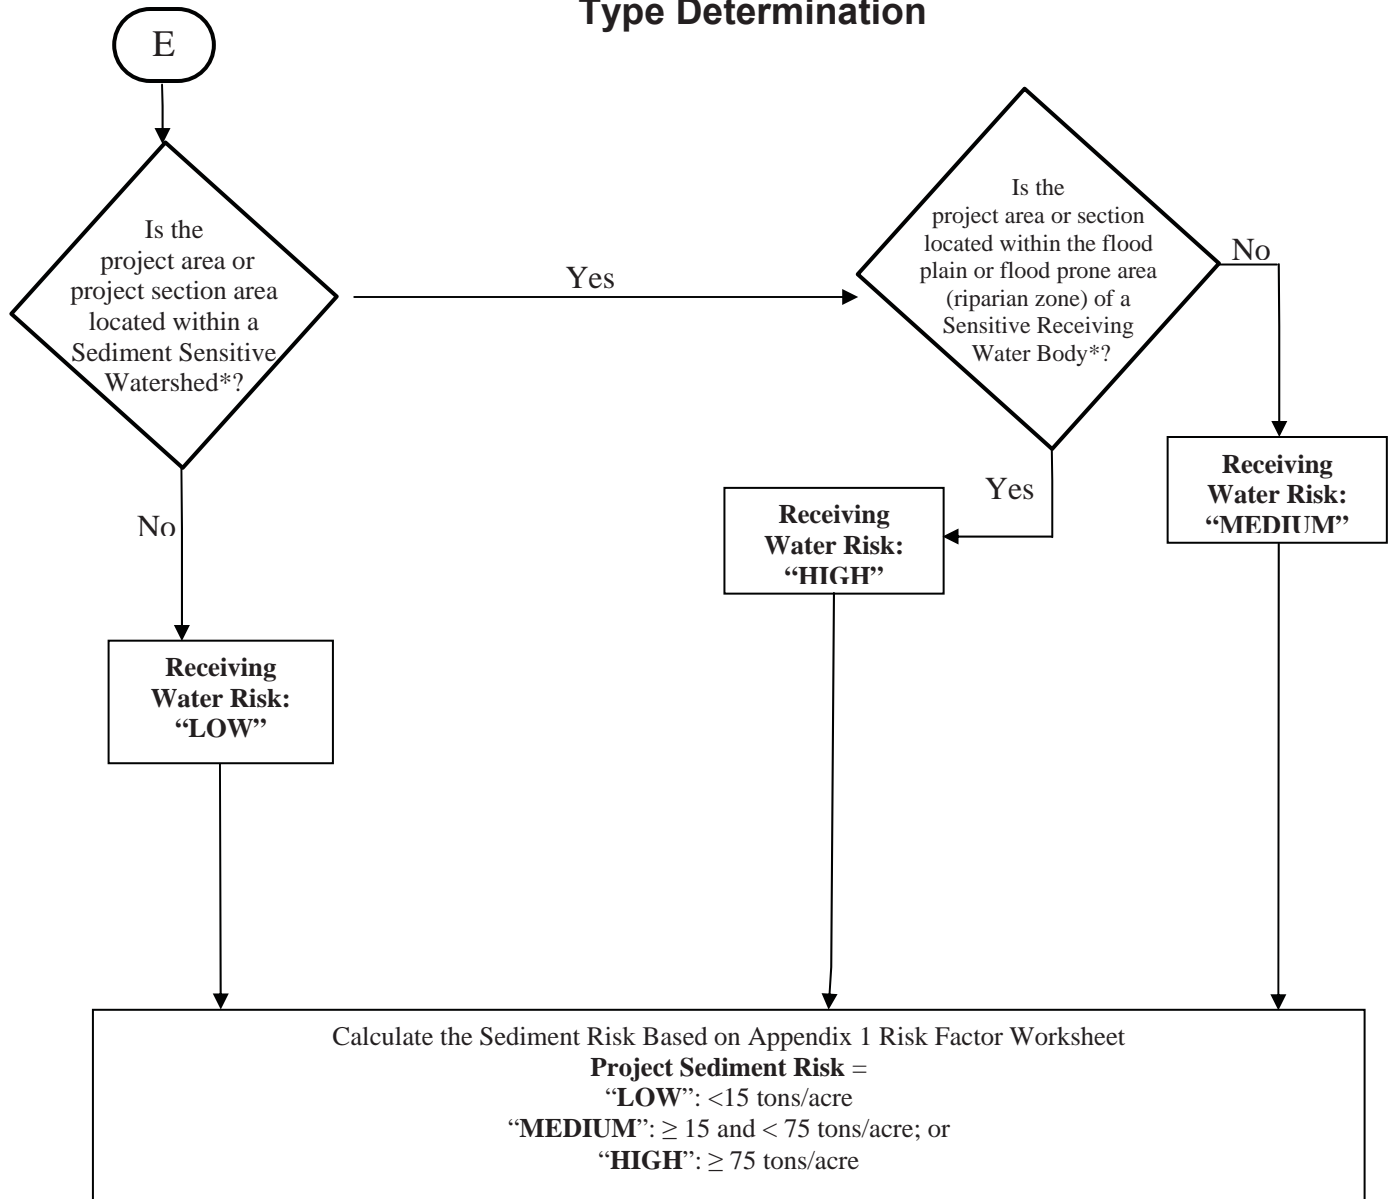 Type Determination
E
Is the
project area or
project section area
located within a
Sediment Sensitive
Watershed*?
Yes
Is the
project area or section
located within the flood
plain or flood prone area
(riparian zone) of a
Sensitive Receiving
Water Body*?
No
Receiving
Water Risk:
“MEDIUM”
Yes
Receiving
Water Risk:
“HIGH”
No
Receiving
Water Risk:
“LOW”
Calculate the Sediment Risk Based on Appendix 1 Risk Factor Worksheet
Project Sediment Risk =
“LOW”: <15 tons/acre
“MEDIUM”: ≥ 15 and < 75 tons/acre; or
“HIGH”: ≥ 75 tons/acre